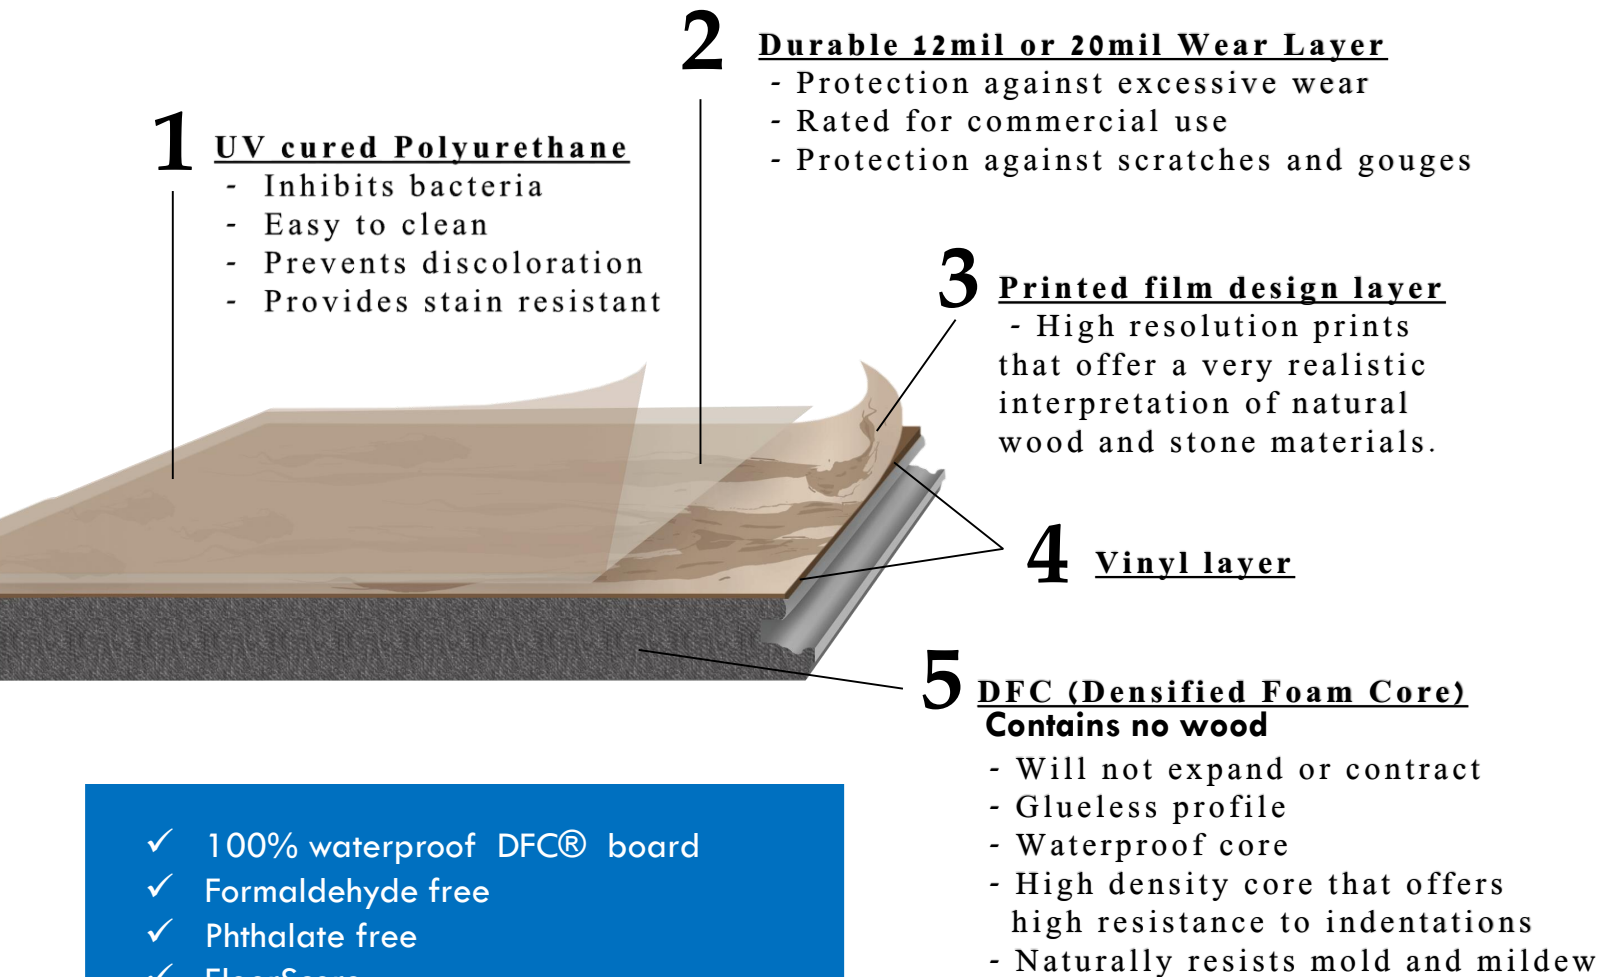 1
UV cured Polyurethane
- Inhibits bacteria
- Easy to clean
- Prevents discoloration
- Provides stain resistant
2
Durable 12mil or 20mil Wear Layer
- Protection against excessive wear
- Rated for commercial use
- Protection against scratches and gouges
3
Printed film design layer
- High resolution prints
that offer a very realistic
interpretation of natural
wood and stone materials.
4
Vinyl layer
5
DFC (Densified Foam Core)
Contains no wood
- Will not expand or contract
- Glueless profile
- Waterproof core
- High density core that offers
high resistance to indentations
- Naturally resists mold and mildew
✓ 100% waterproof DFC® board
✓ Formaldehyde free
✓ Phthalate free
✓ FloorScore